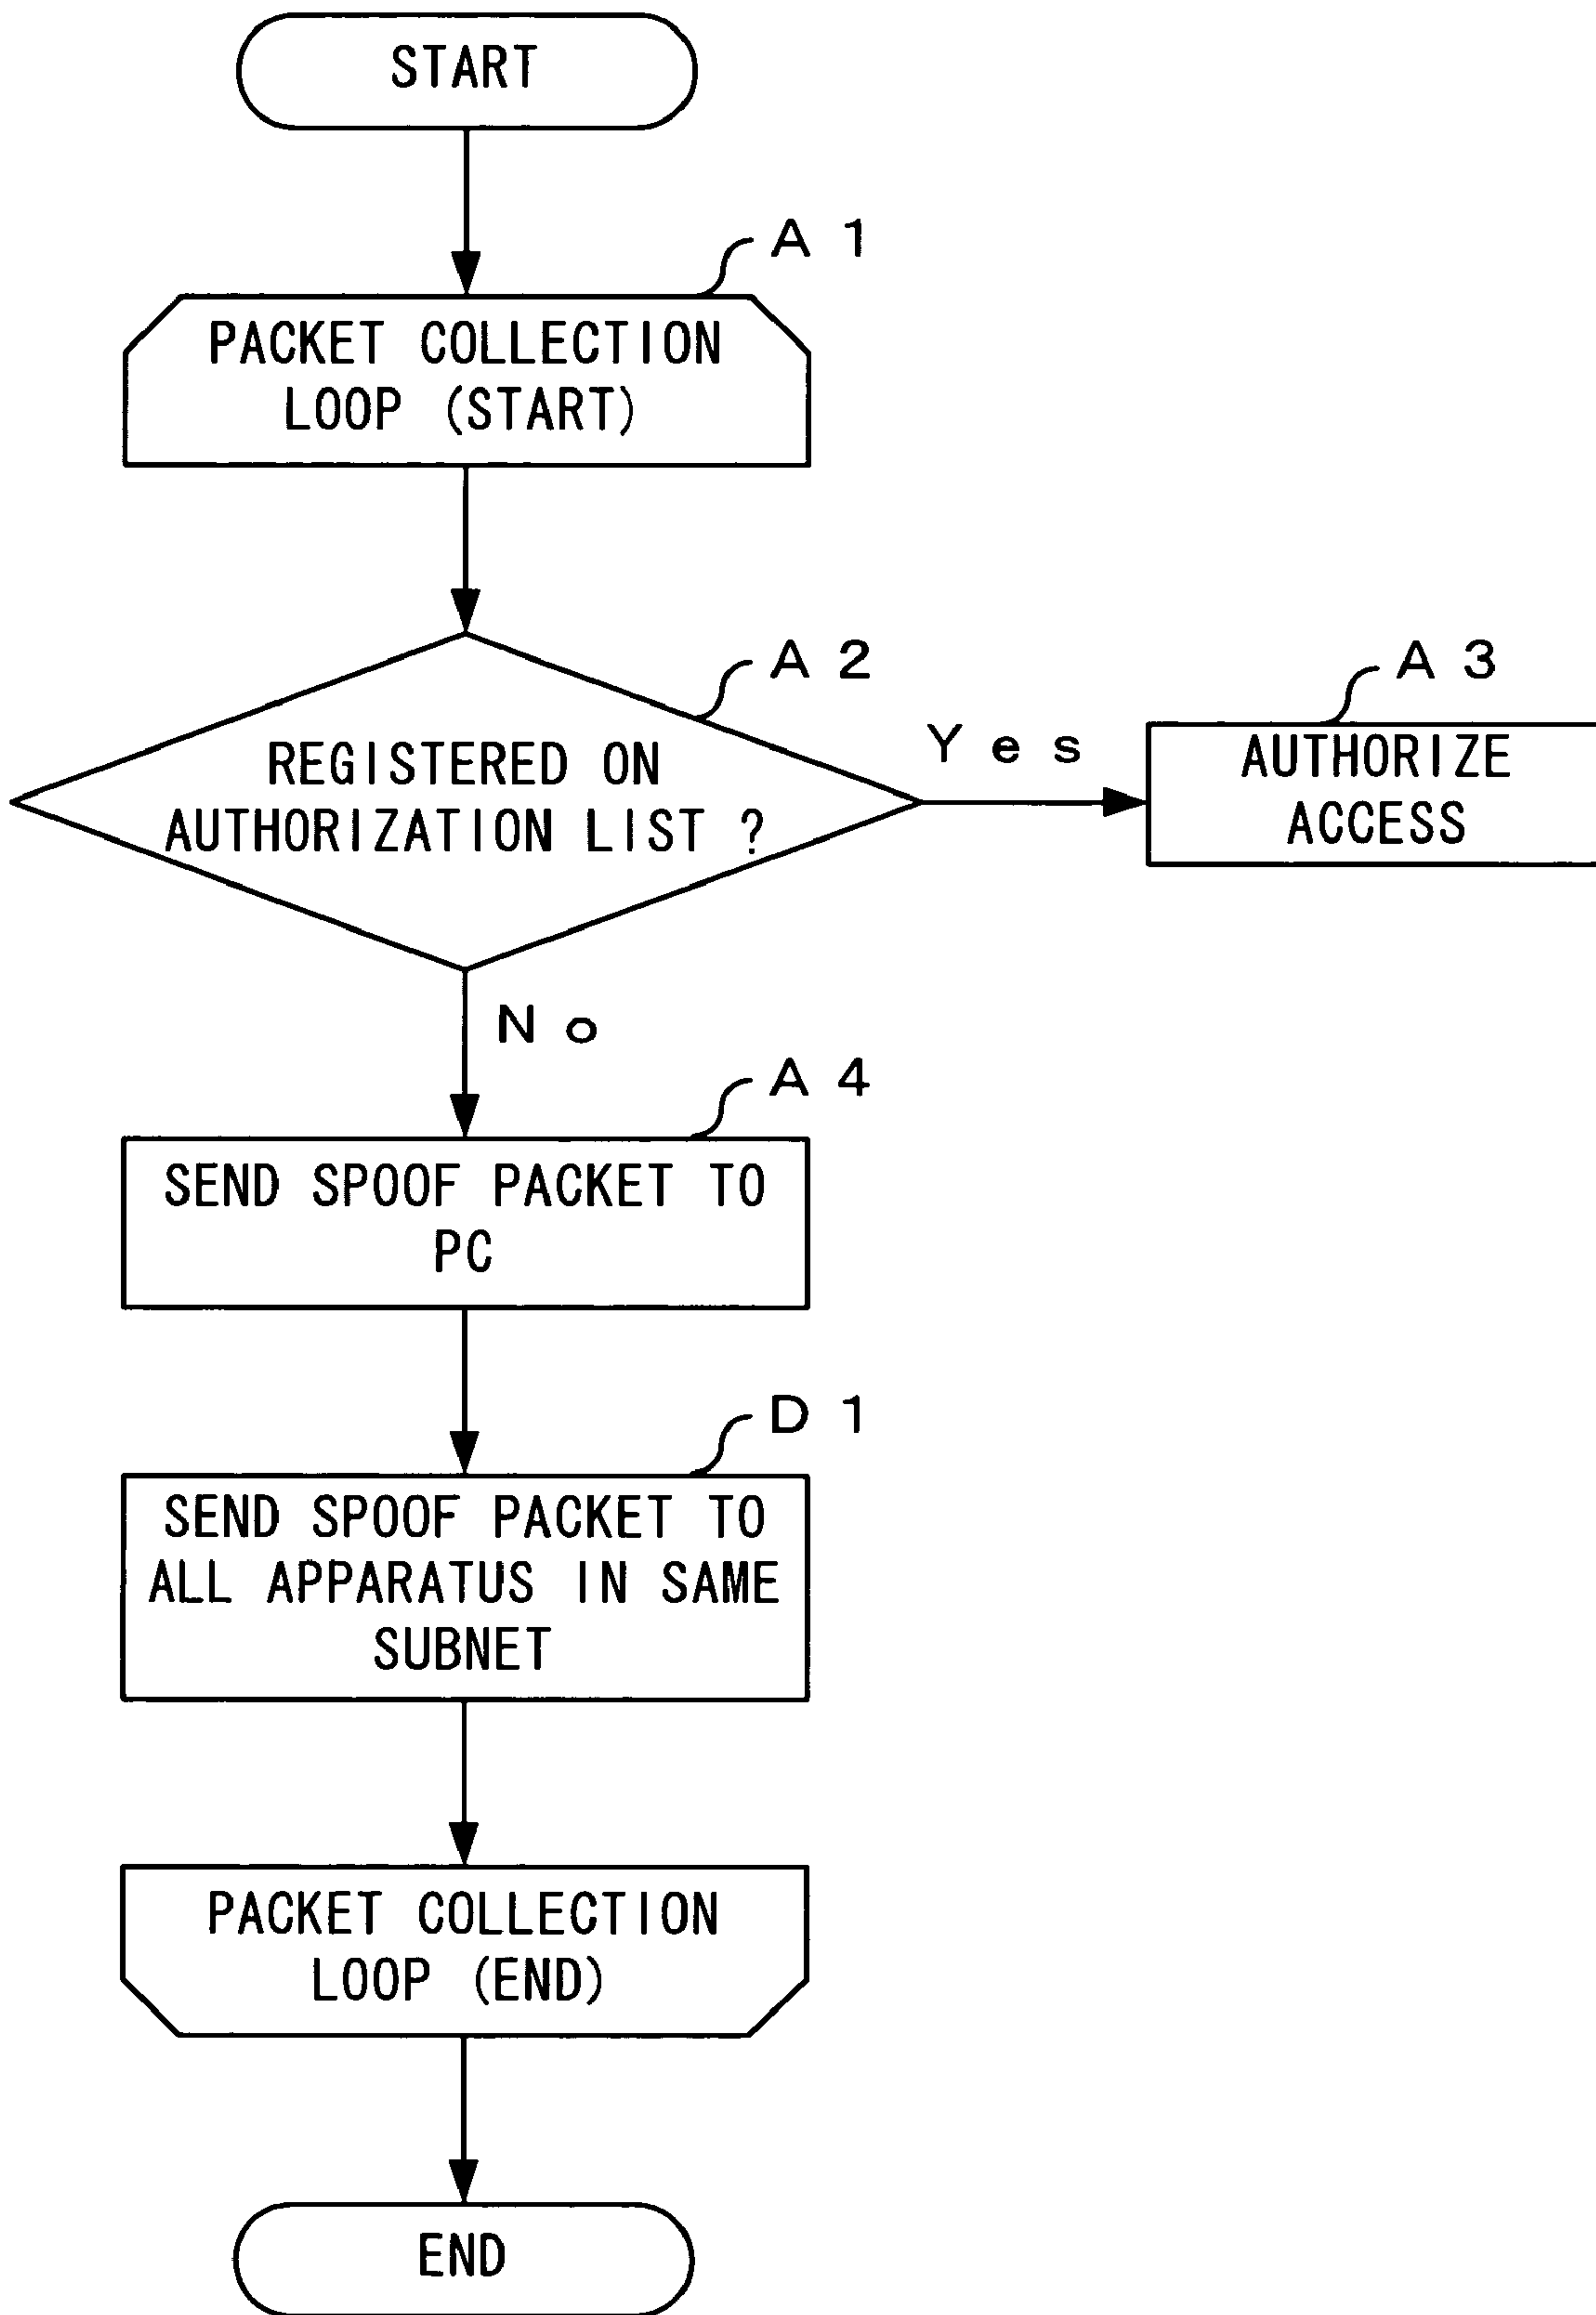 START
A 1
PACKET COLLECTION
LOOP (START)
A 2
REGISTERED ON
AUTHORIZATION LIST ?
Yes
A 3
AUTHORIZE
ACCESS
No
A 4
SEND SPOOF PACKET TO
PC
D 1
SEND SPOOF PACKET TO
ALL APPARATUS IN SAME
SUBNET
PACKET COLLECTION
LOOP (END)
END